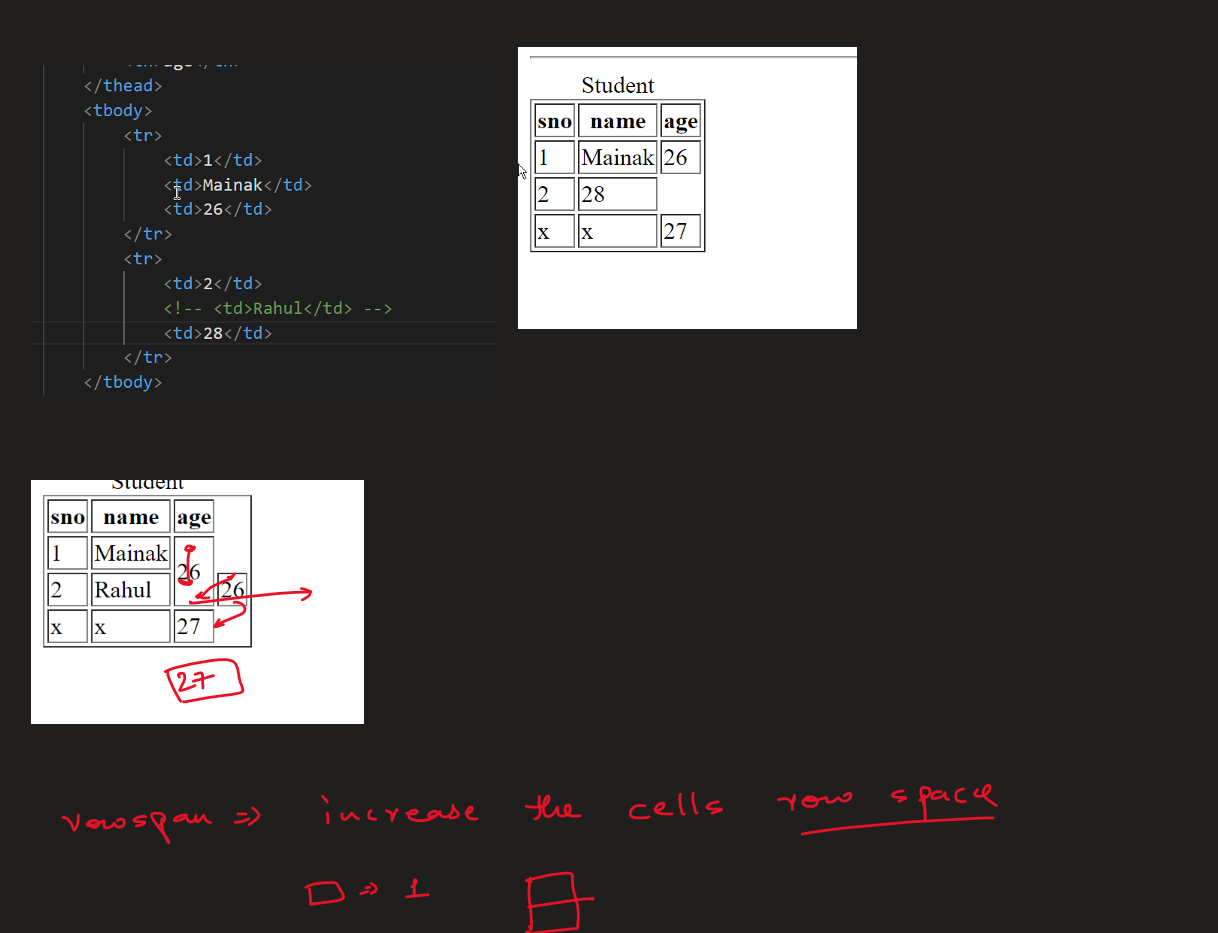 </thead>
<tbody>
<tr>
<td>1</td>
<td>Mainak</td>
<td>26</td>
</tr>
<tr>
<td>2</td>
<!-- <td>Rahul</td> -->
<td>28</td>
</tr>
</tbody>
Student
sno name age
1 Mainak 26
2 28
x x 27
Student
sno name age
1 Mainak 26
2 Rahul 26
x x 27
27
rowspan => increase the cells row space
=> 1